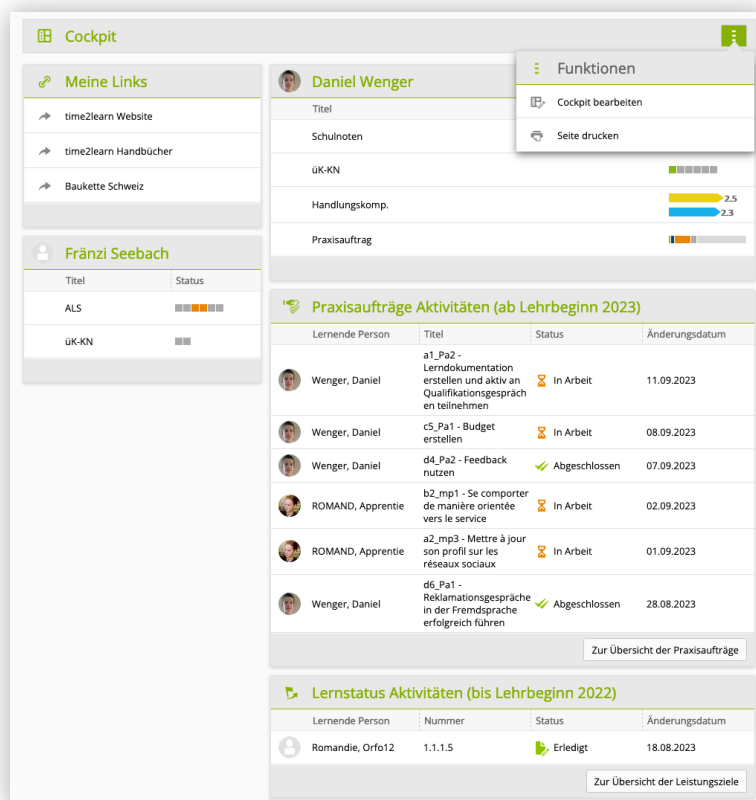 Cockpit
Funktionen
Cockpit bearbeiten
Seite drucken
Meine Links
time2learn Website
time2learn Handbücher
Baukette Schweiz
Fränzi Seebach
Titel Status
ALS
üK-KN
Daniel Wenger
Titel
Schulnoten
üK-KN
Handlungskomp. 2.5
2.3
Praxisauftrag
Praxisaufträge Aktivitäten (ab Lehrbeginn 2023)
Lernende Person Titel Status Änderungsdatum
a1_Pa2 -
Lerndokumentation
erstellen und aktiv an
Wenger, Daniel In Arbeit 11.09.2023
Qualifikationsgespräch
en teilnehmen
c5_Pa1 - Budget
Wenger, Daniel In Arbeit 08.09.2023
erstellen
d4_Pa2 - Feedback
Wenger, Daniel Abgeschlossen 07.09.2023
nutzen
b2_mp1 - Se comporter
ROMAND, Apprentie de manière orientée In Arbeit 02.09.2023
vers le service
a2_mp3 - Mettre à jour
ROMAND, Apprentie son profil sur les In Arbeit 01.09.2023
réseaux sociaux
d6_Pa1 -
Reklamationsgespräche
Wenger, Daniel Abgeschlossen 28.08.2023
in der Fremdsprache
erfolgreich führen
Zur Übersicht der Praxisaufträge
Lernstatus Aktivitäten (bis Lehrbeginn 2022)
Lernende Person Nummer Status Änderungsdatum
Romandie, Orfo12 1.1.1.5 Erledigt 18.08.2023
Zur Übersicht der Leistungsziele